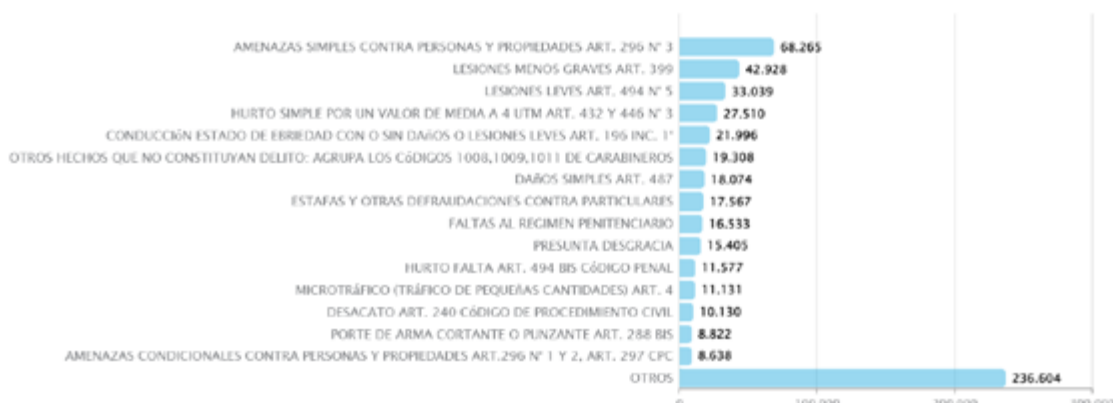 AMENAZAS SIMPLES CONTRA PERSONAS Y PROPIEDADES ART. 296 N° 3 68.265
LESIONES MENOS GRAVES ART. 399 42.928
LESIONES LEVES ART. 494 N° 5 33.039
HURTO SIMPLE POR UN VALOR DE MEDIA A 4 UTM ART. 432 Y 446 N° 3 27.510
CONDUCCIóN ESTADO DE EBRIEDAD CON O SIN DAñOS O LESIONES LEVES ART. 196 INC. 1° 21.996
OTROS HECHOS QUE NO CONSTITUYAN DELITO: AGRUPA LOS CóDIGOS 1008,1009,1011 DE CARABINEROS 19.308
DAñOS SIMPLES ART. 487 18.074
ESTAFAS Y OTRAS DEFRAUDACIONES CONTRA PARTICULARES 17.567
FALTAS AL REGIMEN PENITENCIARIO 16.533
PRESUNTA DESGRACIA 15.405
HURTO FALTA ART. 494 BIS CóDIGO PENAL 11.577
MICROTRáFICO (TRáFICO DE PEQUEñAS CANTIDADES) ART. 4 11.131
DESACATO ART. 240 CóDIGO DE PROCEDIMIENTO CIVIL 10.130
PORTE DE ARMA CORTANTE O PUNZANTE ART. 288 BIS 8.822
AMENAZAS CONDICIONALES CONTRA PERSONAS Y PROPIEDADES ART.296 N° 1 Y 2, ART. 297 CPC 8.638
OTROS 236.604